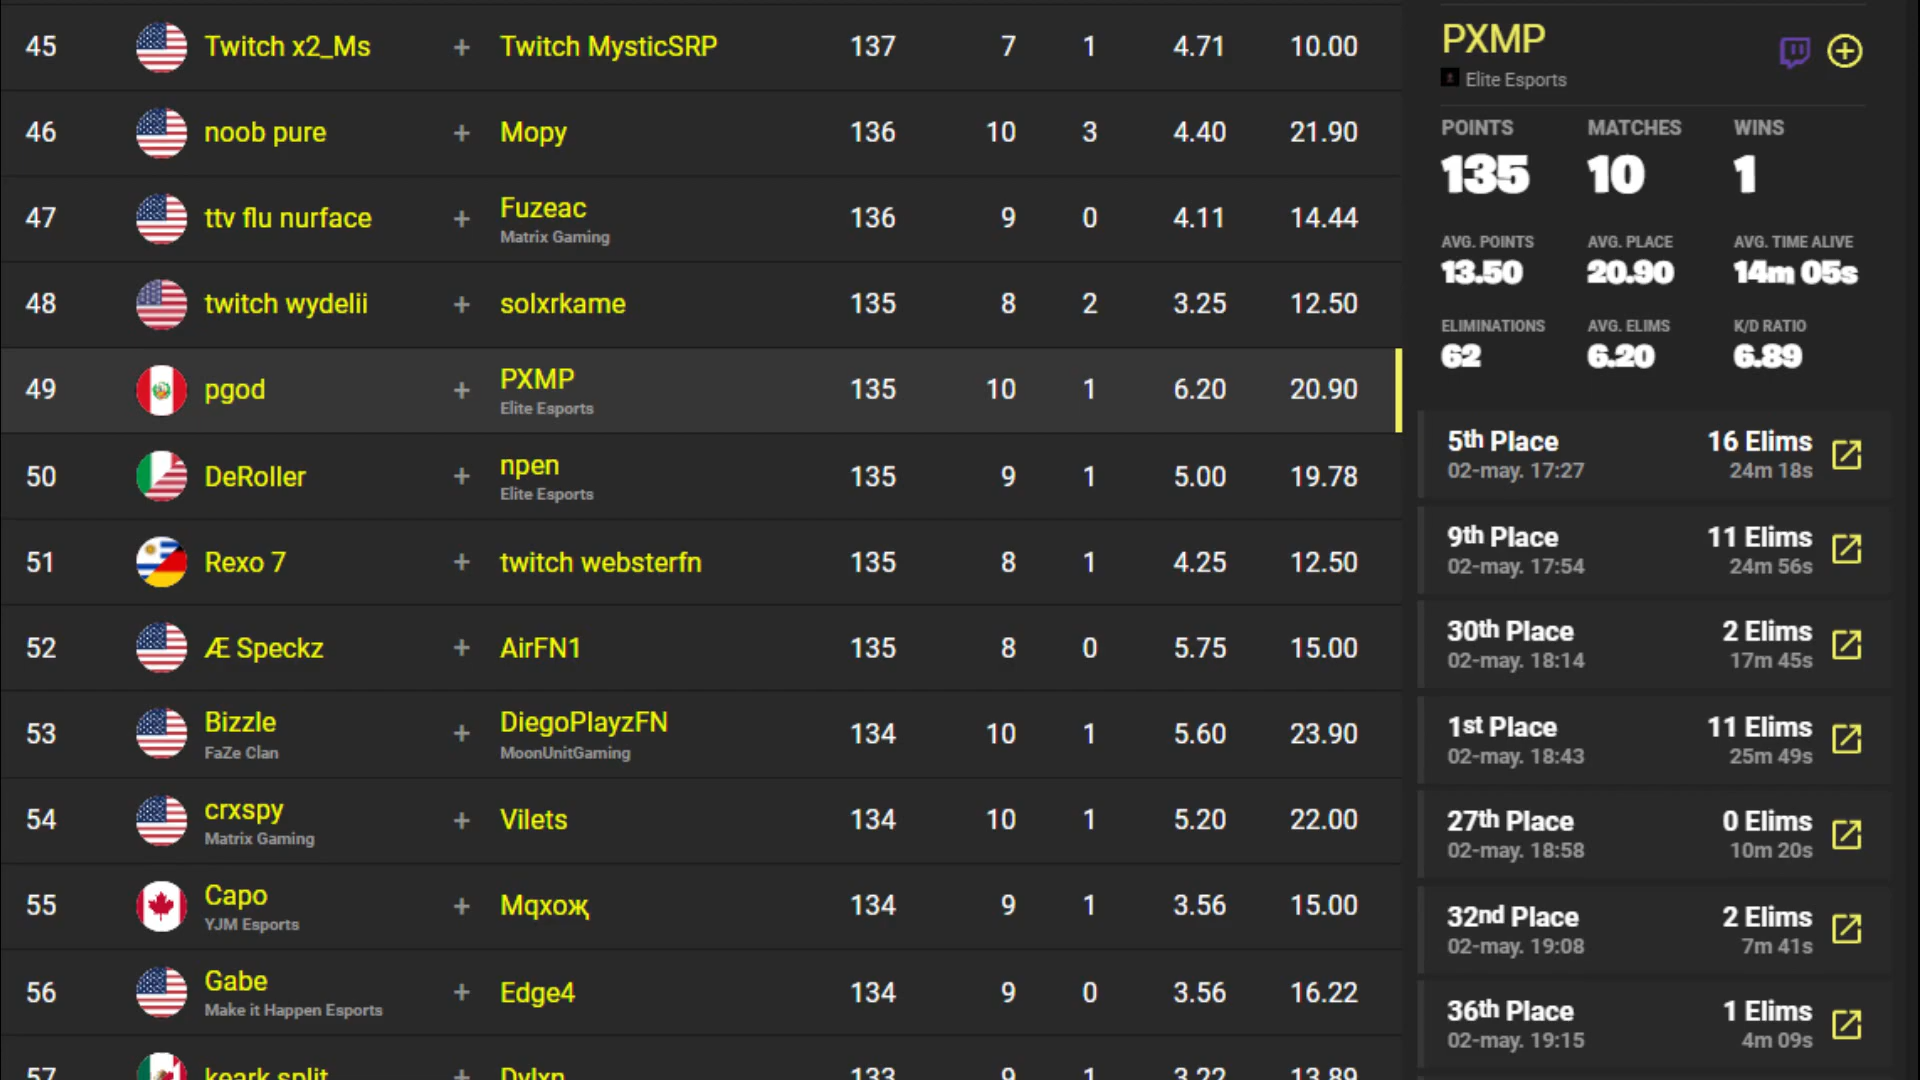 45 Twitch x2_Ms + Twitch MysticSRP 137 7 1 4.71 10.00
46 noob pure + Mopy 136 10 3 4.40 21.90
47 ttv flu nurface + Fuzeac 136 9 0 4.11 14.44
Matrix Gaming
48 twitch wydelii + solxrkame 135 8 2 3.25 12.50
49 pgod + PXMP 135 10 1 6.20 20.90
Elite Esports
50 DeRoller + npen 135 9 1 5.00 19.78
Elite Esports
51 Rexo 7 + twitch websterfn 135 8 1 4.25 12.50
52 Æ Speckz + AirFN1 135 8 0 5.75 15.00
53 Bizzle + DiegoPlayzFN 134 10 1 5.60 23.90
FaZe Clan MoonUnitGaming
54 crxspy + Vilets 134 10 1 5.20 22.00
Matrix Gaming
55 Capo + Mqxoҗ 134 9 1 3.56 15.00
YJM Esports
56 Gabe + Edge4 134 9 0 3.56 16.22
Make it Happen Esports
57 keark split + Dylxn 133 9 1 3.22 13.89
PXMP
Elite Esports
POINTS MATCHES WINS
135 10 1
AVG. POINTS AVG. PLACE AVG. TIME ALIVE
13.50 20.90 14m 05s
ELIMINATIONS AVG. ELIMS K/D RATIO
62 6.20 6.89
5th Place 16 Elims
02-may. 17:27 24m 18s
9th Place 11 Elims
02-may. 17:54 24m 56s
30th Place 2 Elims
02-may. 18:14 17m 45s
1st Place 11 Elims
02-may. 18:43 25m 49s
27th Place 0 Elims
02-may. 18:58 10m 20s
32nd Place 2 Elims
02-may. 19:08 7m 41s
36th Place 1 Elims
02-may. 19:15 4m 09s